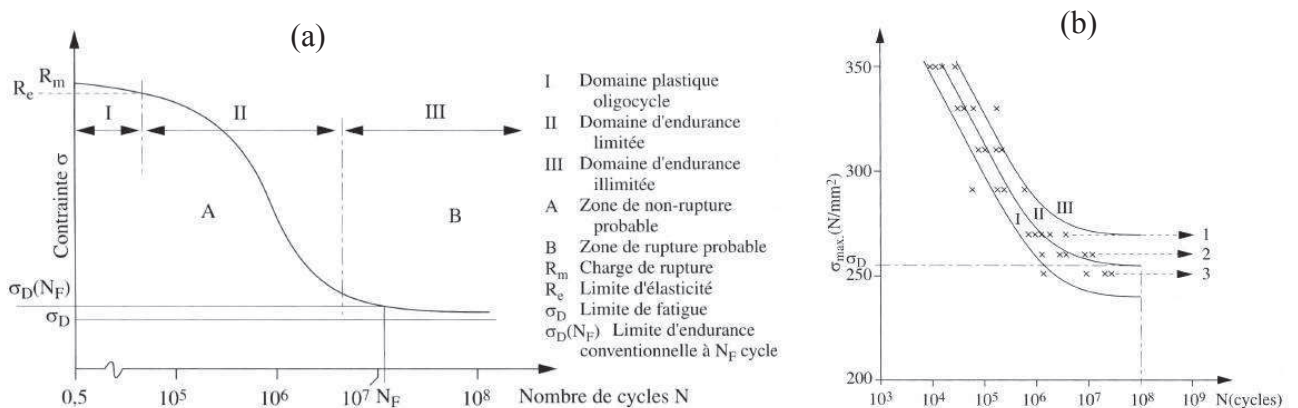 (a)
R_m
R_e
I
II
III
Contrainte σ
A
B
σ_D(N_F)
σ_D
0,5
10^5
10^6
10^7 N_F
10^8
Nombre de cycles N
I Domaine plastique
oligocycle
II Domaine d'endurance
limitée
III Domaine d'endurance
illimitée
A Zone de non-rupture
probable
B Zone de rupture probable
R_m Charge de rupture
R_e Limite d'élasticité
σ_D Limite de fatigue
σ_D(N_F) Limite d'endurance
conventionnelle à N_F cycle
(b)
350
300
250
200
σ_max.(N/mm²)
σ_D
I
II
III
1
2
3
10^3
10^4
10^5
10^6
10^7
10^8
10^9
N(cycles)